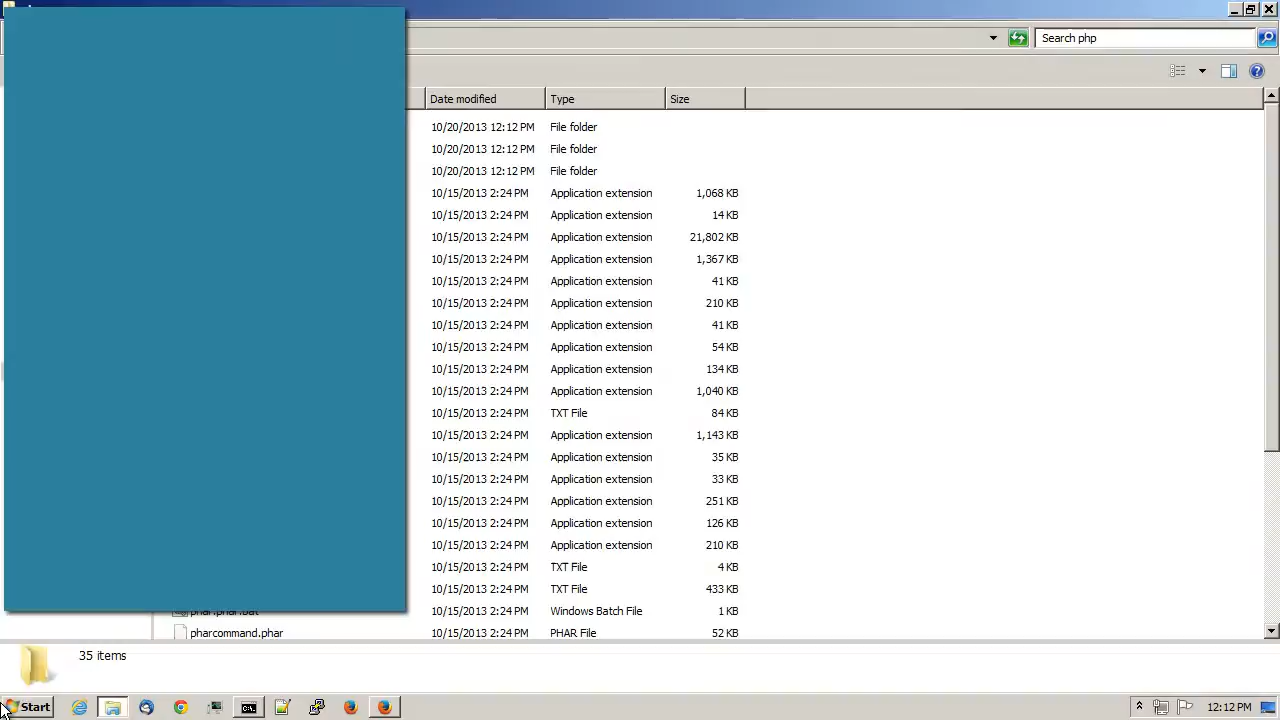 Search php
Date modified Type Size
10/20/2013 12:12 PM File folder
10/20/2013 12:12 PM File folder
10/20/2013 12:12 PM File folder
10/15/2013 2:24 PM Application extension 1,068 KB
10/15/2013 2:24 PM Application extension 14 KB
10/15/2013 2:24 PM Application extension 21,802 KB
10/15/2013 2:24 PM Application extension 1,367 KB
10/15/2013 2:24 PM Application extension 41 KB
10/15/2013 2:24 PM Application extension 210 KB
10/15/2013 2:24 PM Application extension 41 KB
10/15/2013 2:24 PM Application extension 54 KB
10/15/2013 2:24 PM Application extension 134 KB
10/15/2013 2:24 PM Application extension 1,040 KB
10/15/2013 2:24 PM TXT File 84 KB
10/15/2013 2:24 PM Application extension 1,143 KB
10/15/2013 2:24 PM Application extension 35 KB
10/15/2013 2:24 PM Application extension 33 KB
10/15/2013 2:24 PM Application extension 251 KB
10/15/2013 2:24 PM Application extension 126 KB
10/15/2013 2:24 PM Application extension 210 KB
10/15/2013 2:24 PM TXT File 4 KB
10/15/2013 2:24 PM TXT File 433 KB
phar.phar.bat 10/15/2013 2:24 PM Windows Batch File 1 KB
pharcommand.phar 10/15/2013 2:24 PM PHAR File 52 KB
35 items
Start 12:12 PM